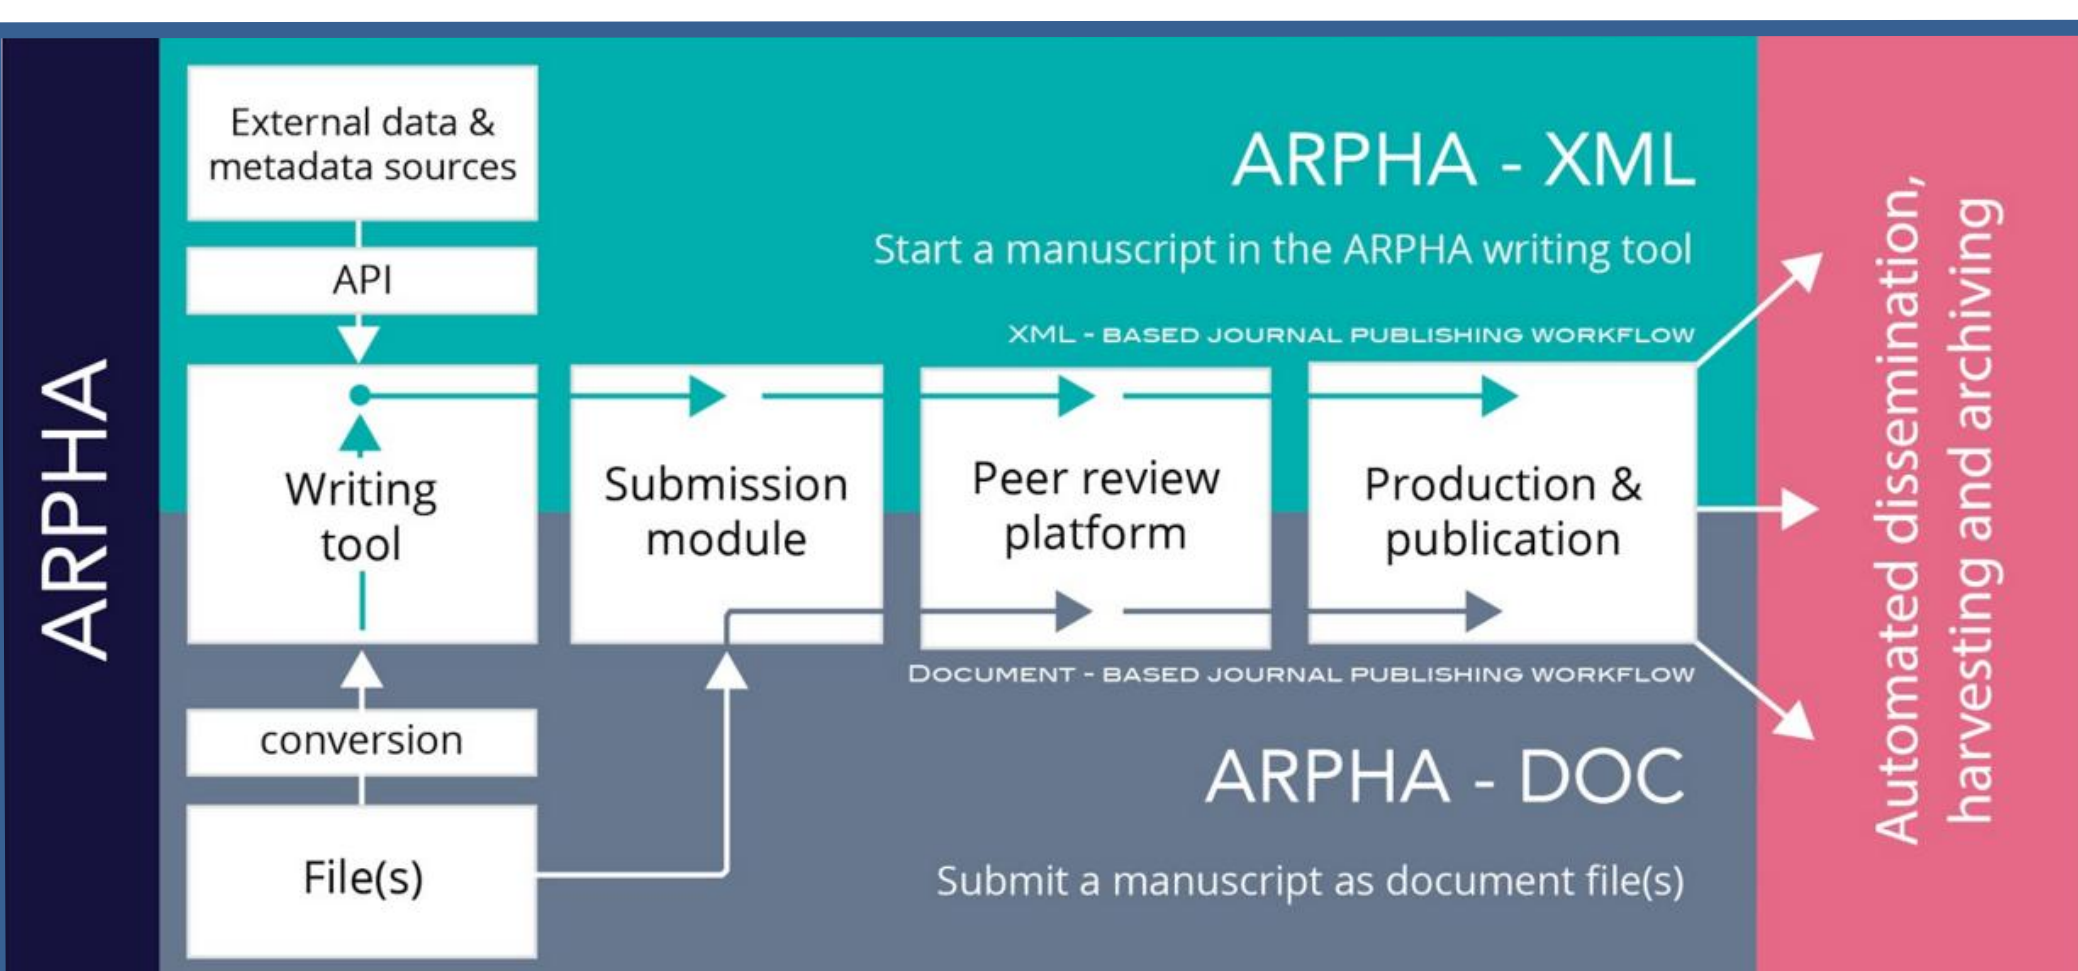 ARPHA
External data &
metadata sources
API
ARPHA - XML
Start a manuscript in the ARPHA writing tool
XML - BASED JOURNAL PUBLISHING WORKFLOW
Writing
tool
Submission
module
Peer review
platform
Production &
publication
DOCUMENT - BASED JOURNAL PUBLISHING WORKFLOW
conversion
File(s)
ARPHA - DOC
Submit a manuscript as document file(s)
Automated dissemination,
harvesting and archiving